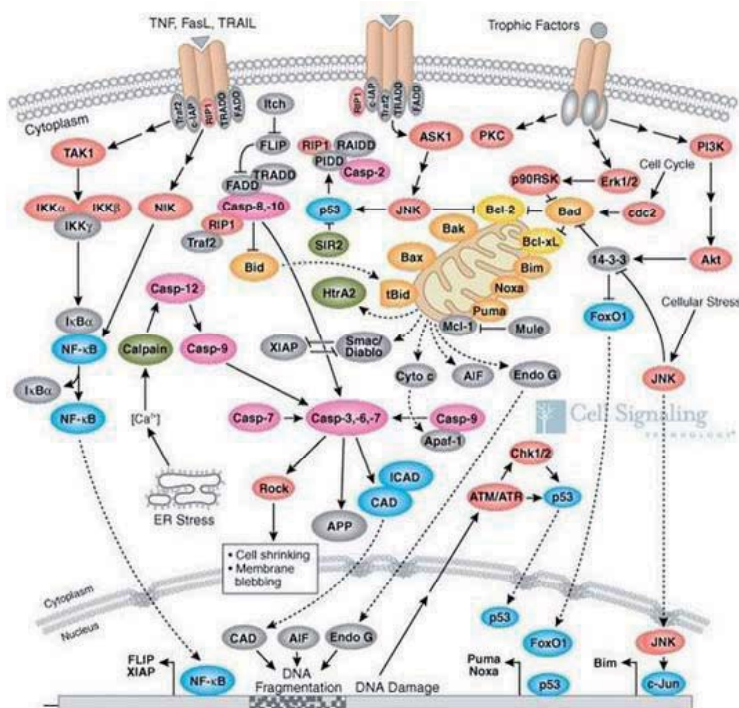 TNF, FasL, TRAIL
Trophic Factors
Cytoplasm
Traf2
c-IAP
RIP1
TRADD
FADD
Itch
FLIP
TRADD
FADD
Casp-8,-10
RIP1
Traf2
Bid
RIP1
c-IAP
Traf2
TRADD
FADD
RIP1
RAIDD
PIDD
Casp-2
p53
SIR2
ASK1
JNK
PKC
PI3K
Cell Cycle
p90RSK
Erk1/2
cdc2
Bad
Bcl-2
Bcl-xL
Bak
Bax
Bim
tBid
Noxa
Puma
Mcl-1
Mule
14-3-3
Akt
FoxO1
Cellular Stress
JNK
TAK1
IKKα
IKKβ
IKKγ
NIK
IκBα
NF-κB
IκBα
NF-κB
Casp-12
Calpain
Casp-9
[Ca²⁺]
ER Stress
HtrA2
XIAP
Smac/
Diablo
Cyto c
AIF
Endo G
Casp-7
Casp-3,-6,-7
Casp-9
Apaf-1
Cell Signaling
TECHNOLOGY®
Rock
APP
ICAD
CAD
Chk1/2
ATM/ATR
p53
• Cell shrinking
• Membrane
blebbing
Cytoplasm
Nucleus
CAD
AIF
Endo G
p53
FoxO1
JNK
FLIP
XIAP
NF-κB
DNA
Fragmentation
DNA Damage
Puma
Noxa
p53
Bim
c-Jun